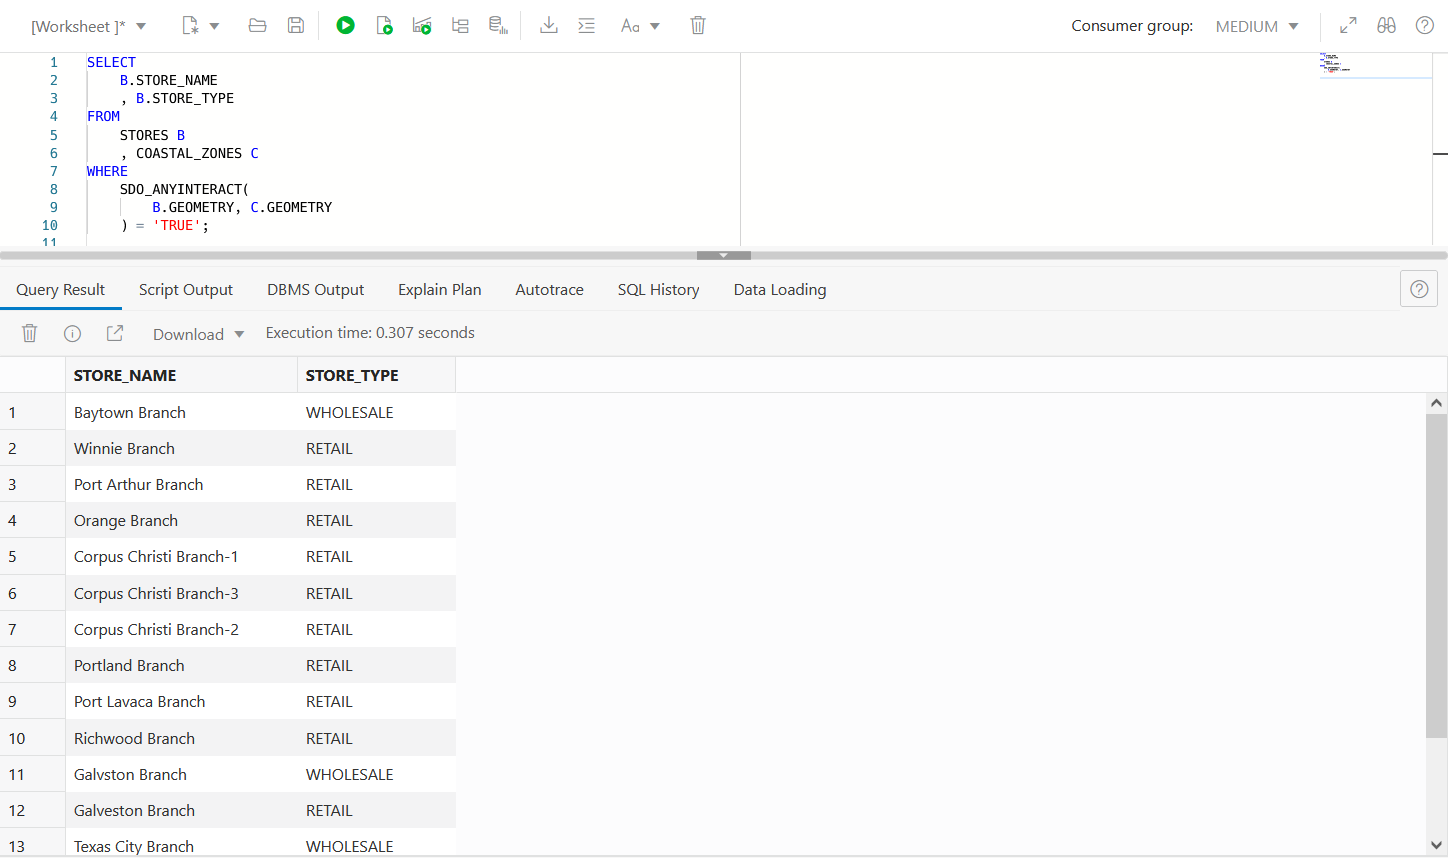 [Worksheet ]* Aa Consumer group: MEDIUM
1 SELECT
2 B.STORE_NAME
3 , B.STORE_TYPE
4 FROM
5 STORES B
6 , COASTAL_ZONES C
7 WHERE
8 SDO_ANYINTERACT(
9 B.GEOMETRY, C.GEOMETRY
10 ) = 'TRUE';
11
Query Result Script Output DBMS Output Explain Plan Autotrace SQL History Data Loading
Download Execution time: 0.307 seconds
STORE_NAME STORE_TYPE
1 Baytown Branch WHOLESALE
2 Winnie Branch RETAIL
3 Port Arthur Branch RETAIL
4 Orange Branch RETAIL
5 Corpus Christi Branch-1 RETAIL
6 Corpus Christi Branch-3 RETAIL
7 Corpus Christi Branch-2 RETAIL
8 Portland Branch RETAIL
9 Port Lavaca Branch RETAIL
10 Richwood Branch RETAIL
11 Galvston Branch WHOLESALE
12 Galveston Branch RETAIL
13 Texas City Branch WHOLESALE